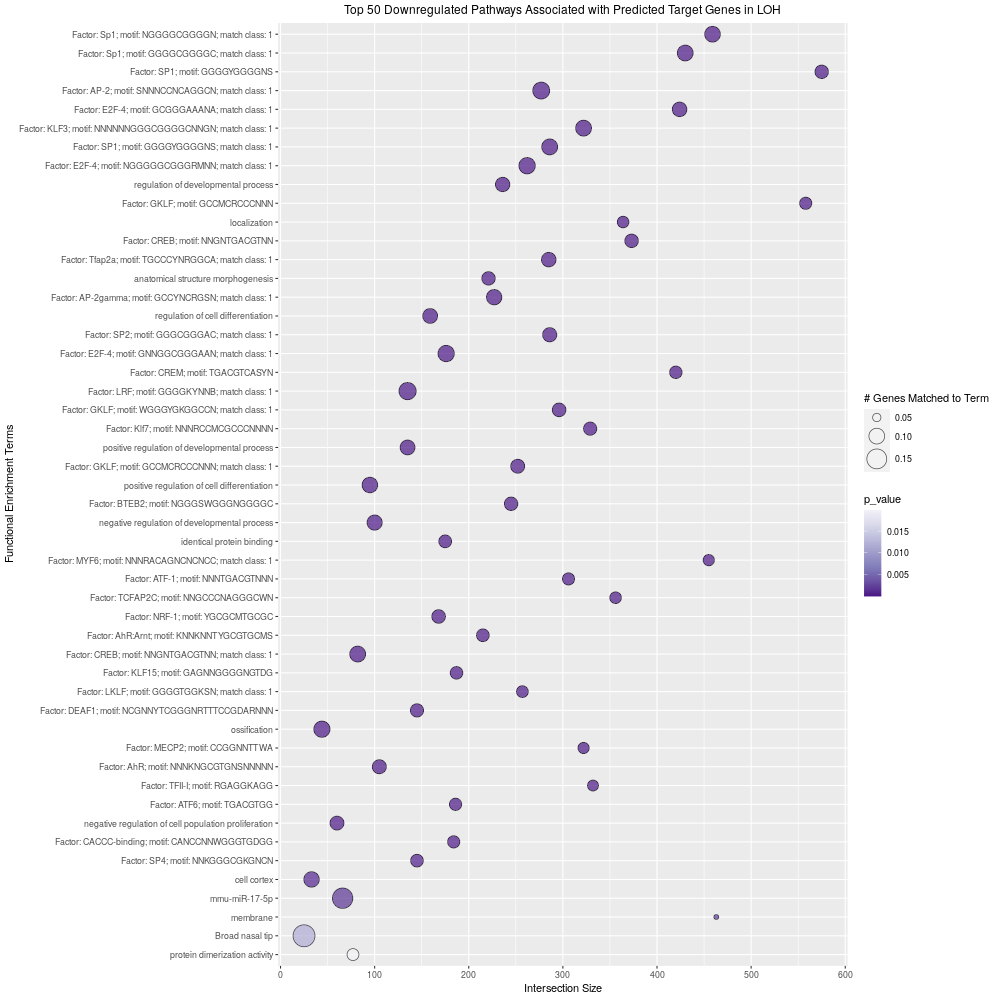 Top 50 Downregulated Pathways Associated with Predicted Target Genes in LOH
Functional Enrichment Terms
Factor: Sp1; motif: NGGGGCGGGGN; match class: 1
Factor: Sp1; motif: GGGGCGGGGC; match class: 1
Factor: SP1; motif: GGGGYGGGGNS
Factor: AP-2; motif: SNNNCCNCAGGCN; match class: 1
Factor: E2F-4; motif: GCGGGAAANA; match class: 1
Factor: KLF3; motif: NNNNNNGGGCGGGGCNNGN; match class: 1
Factor: SP1; motif: GGGGYGGGGNS; match class: 1
Factor: E2F-4; motif: NGGGGGCGGGRMNN; match class: 1
regulation of developmental process
Factor: GKLF; motif: GCCMCRCCCNNN
localization
Factor: CREB; motif: NNGNTGACGTNN
Factor: Tfap2a; motif: TGCCCYNRGGCA; match class: 1
anatomical structure morphogenesis
Factor: AP-2gamma; motif: GCCYNCRGSN; match class: 1
regulation of cell differentiation
Factor: SP2; motif: GGGCGGGAC; match class: 1
Factor: E2F-4; motif: GNNGGCGGGAAN; match class: 1
Factor: CREM; motif: TGACGTCASYN
Factor: LRF; motif: GGGGKYNNB; match class: 1
Factor: GKLF; motif: WGGGYGKGGCCN; match class: 1
Factor: Klf7; motif: NNNRCCMCGCCCNNNN
positive regulation of developmental process
Factor: GKLF; motif: GCCMCRCCCNNN; match class: 1
positive regulation of cell differentiation
Factor: BTEB2; motif: NGGGSWGGGNGGGGC
negative regulation of developmental process
identical protein binding
Factor: MYF6; motif: NNNRACAGNCNCNCC; match class: 1
Factor: ATF-1; motif: NNNTGACGTNNN
Factor: TCFAP2C; motif: NNGCCCNAGGGCWN
Factor: NRF-1; motif: YGCGCMTGCGC
Factor: AhR:Arnt; motif: KNNKNNTYGCGTGCMS
Factor: CREB; motif: NNGNTGACGTNN; match class: 1
Factor: KLF15; motif: GAGNNGGGGNGTDG
Factor: LKLF; motif: GGGGTGGKSN; match class: 1
Factor: DEAF1; motif: NCGNNYTCGGGNRTTTCCGDARNNN
ossification
Factor: MECP2; motif: CCGGNNTTWA
Factor: AhR; motif: NNNKNGCGTGNSNNNNN
Factor: TFII-I; motif: RGAGGKAGG
Factor: ATF6; motif: TGACGTGG
negative regulation of cell population proliferation
Factor: CACCC-binding; motif: CANCCNNWGGGTGDGG
Factor: SP4; motif: NNKGGGCGKGNCN
cell cortex
mmu-miR-17-5p
membrane
Broad nasal tip
protein dimerization activity
0 100 200 300 400 500 600
Intersection Size
# Genes Matched to Term
0.05
0.10
0.15
p_value
0.015
0.010
0.005